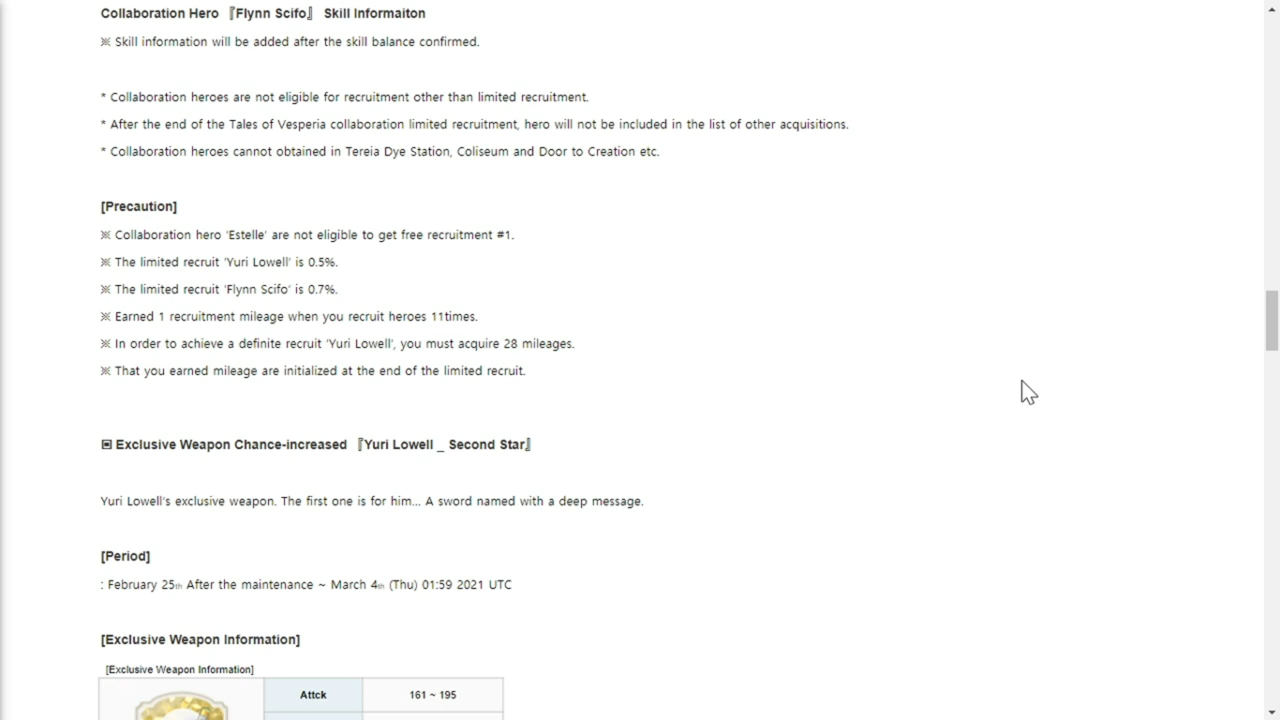 Collaboration Hero 『Flynn Scifo』 Skill Informaiton
※ Skill information will be added after the skill balance confirmed.
* Collaboration heroes are not eligible for recruitment other than limited recruitment.
* After the end of the Tales of Vesperia collaboration limited recruitment, hero will not be included in the list of other acquisitions.
* Collaboration heroes cannot obtained in Tereia Dye Station, Coliseum and Door to Creation etc.
[Precaution]
※ Collaboration hero 'Estelle' are not eligible to get free recruitment #1.
※ The limited recruit 'Yuri Lowell' is 0.5%.
※ The limited recruit 'Flynn Scifo' is 0.7%.
※ Earned 1 recruitment mileage when you recruit heroes 11times.
※ In order to achieve a definite recruit 'Yuri Lowell', you must acquire 28 mileages.
※ That you earned mileage are initialized at the end of the limited recruit.
▣ Exclusive Weapon Chance-increased 『Yuri Lowell _ Second Star』
Yuri Lowell's exclusive weapon. The first one is for him... A sword named with a deep message.
[Period]
: February 25th After the maintenance ~ March 4th (Thu) 01:59 2021 UTC
[Exclusive Weapon Information]
[Exclusive Weapon Information]
Attck 161 ~ 195